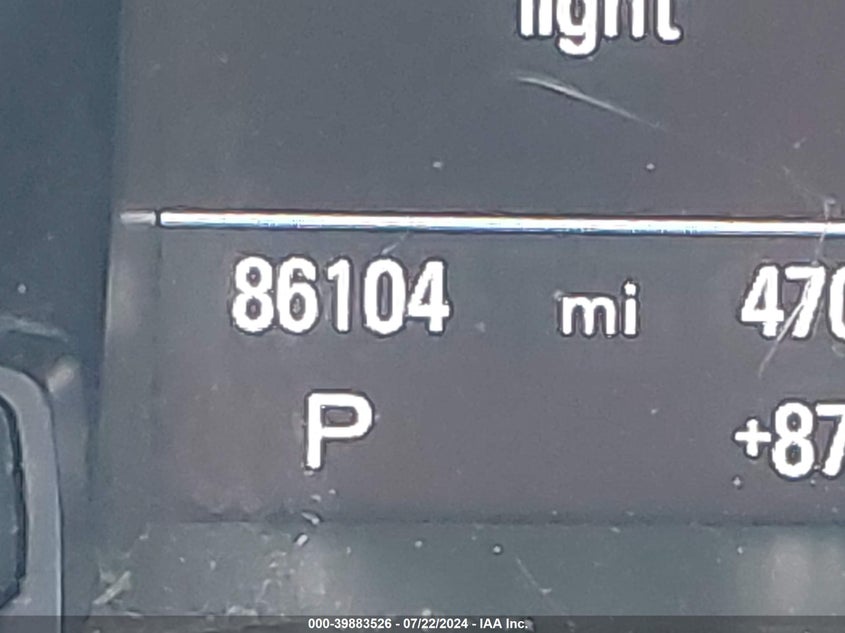 light
86104 mi 470
P +87
000-39883526 - 07/22/2024 - IAA Inc.